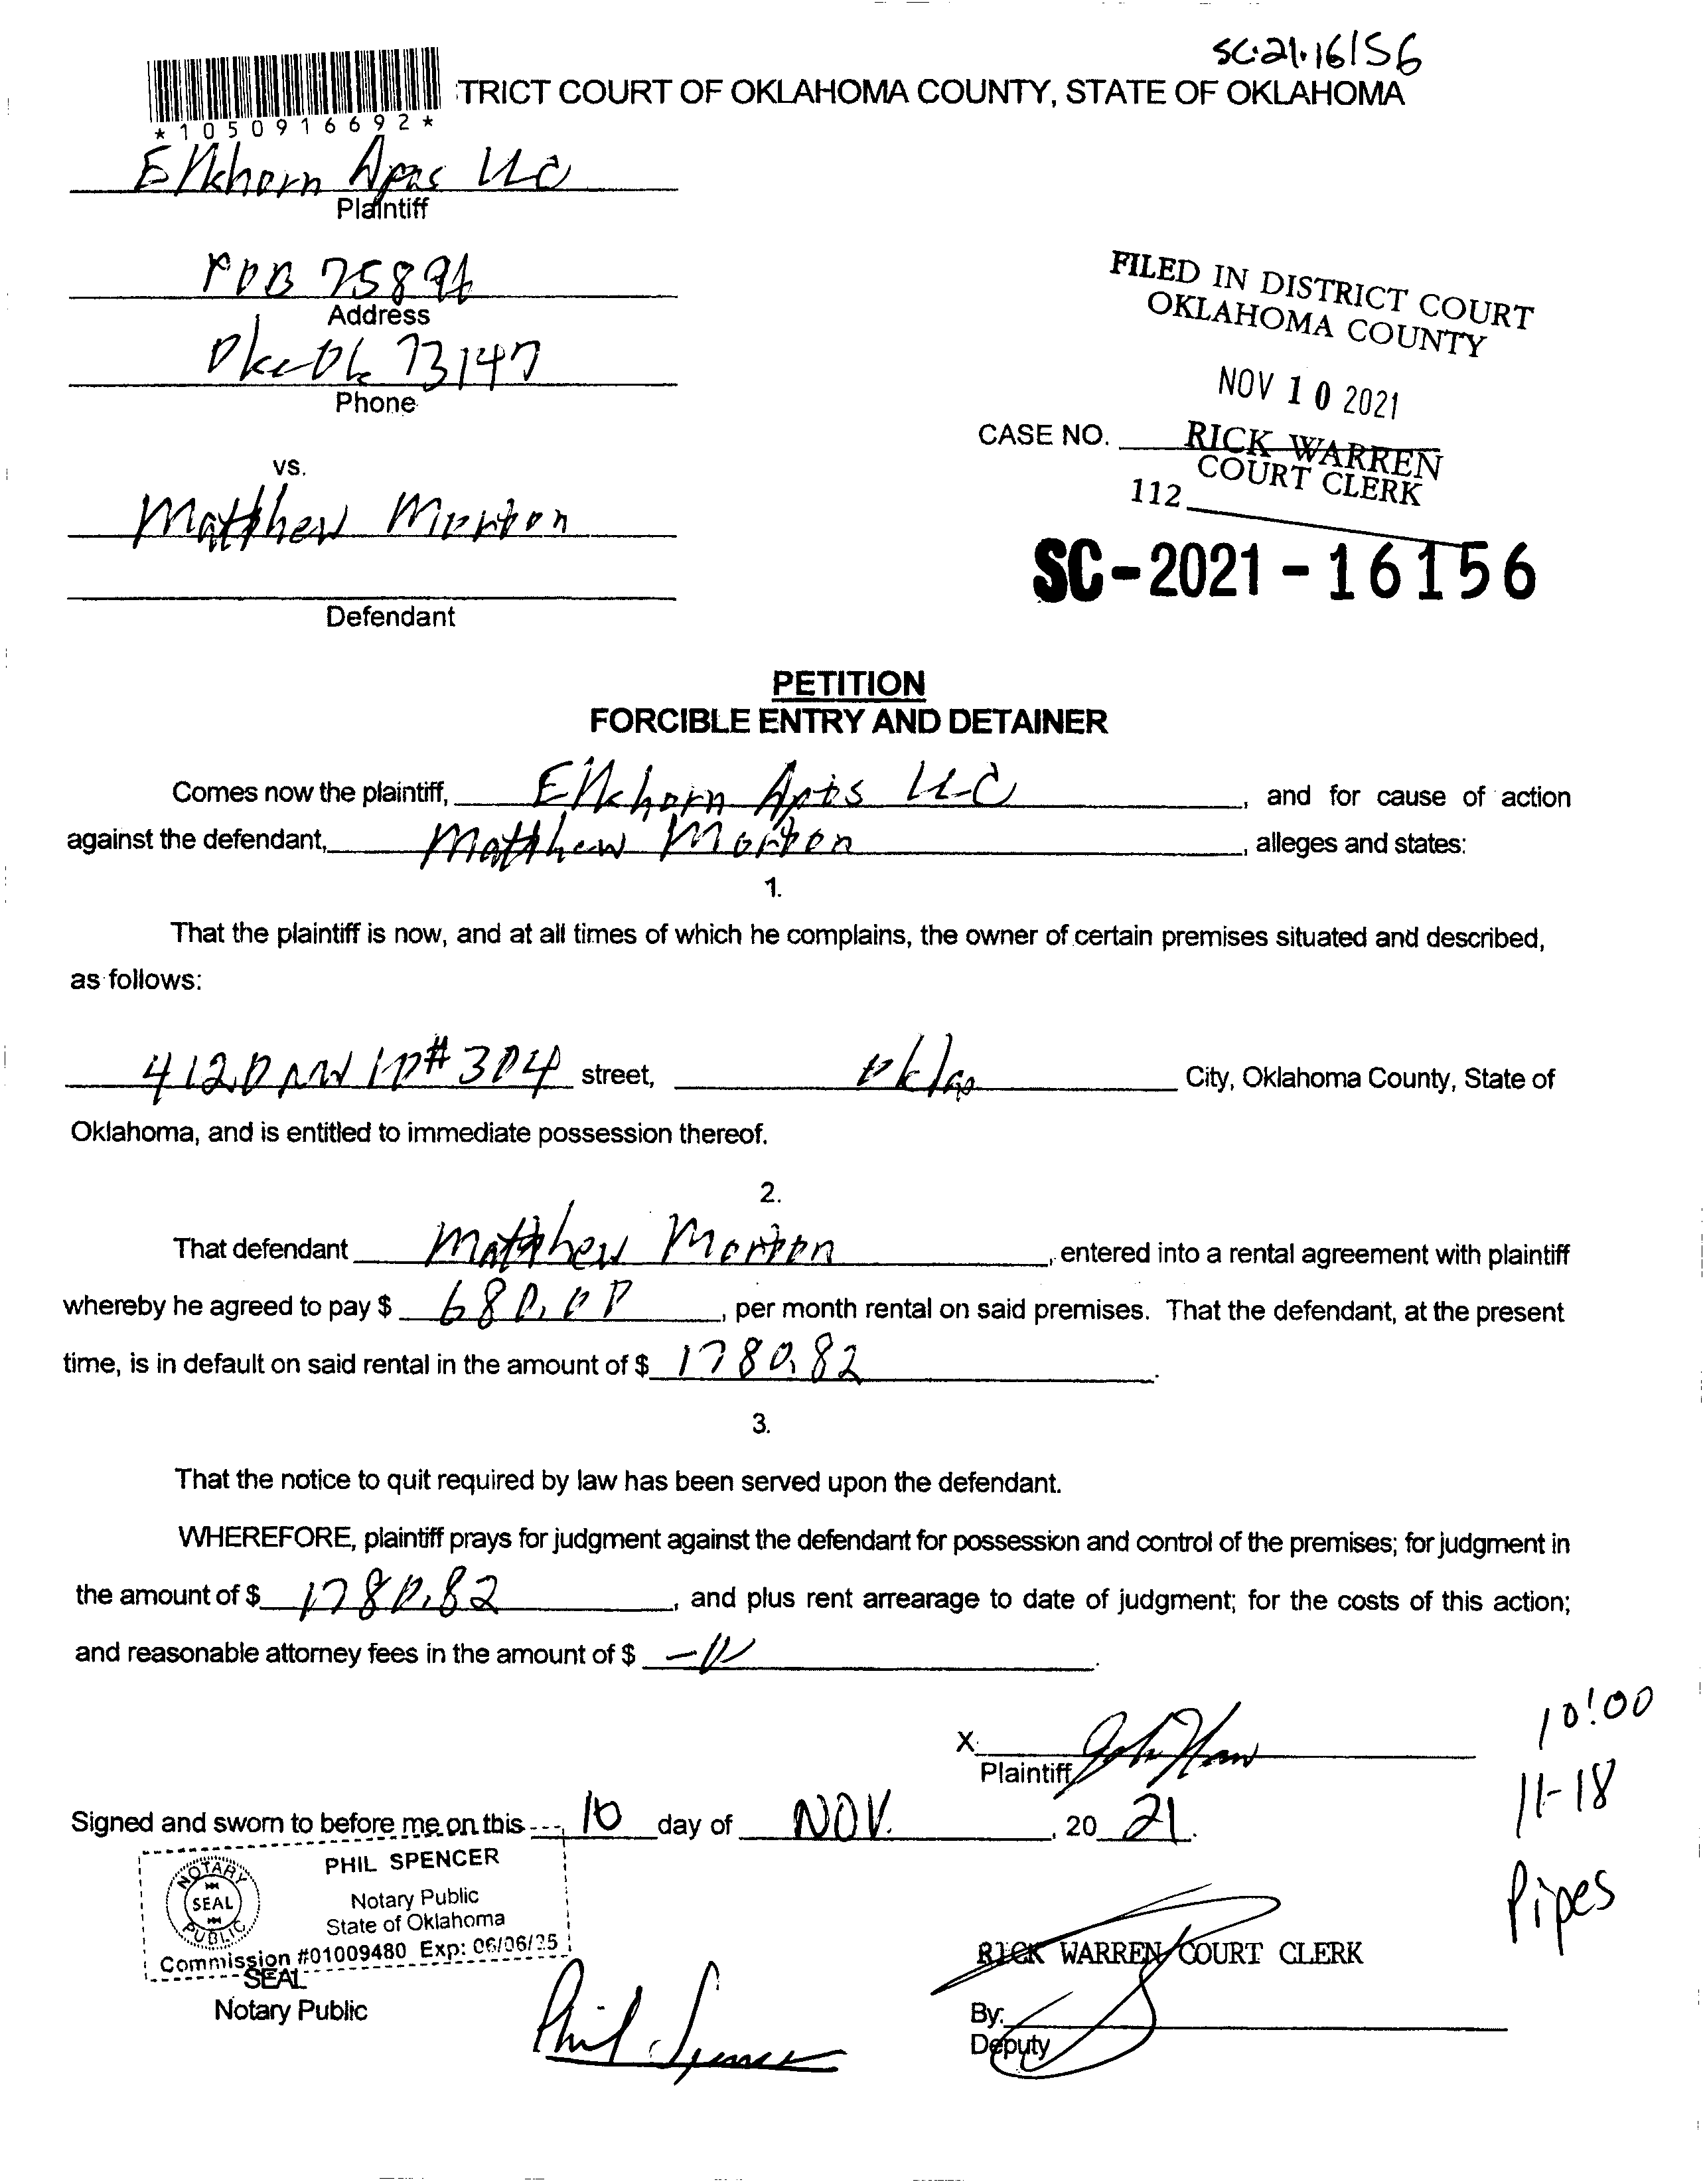 SC-21-16156
TRICT COURT OF OKLAHOMA COUNTY, STATE OF OKLAHOMA
*1050916692*
Elkhorn Apts LLC
Plaintiff
POB 75894
Address
Okc Ok 73147
Phone
FILED IN DISTRICT COURT
OKLAHOMA COUNTY
NOV 10 2021
CASE NO.
RICK WARREN
COURT CLERK
112
vs.
Matthew Morton
SC-2021-16156
Defendant
PETITION
FORCIBLE ENTRY AND DETAINER
Comes now the plaintiff, Elkhorn Apts LLC, and for cause of action
against the defendant, Matthew Morton, alleges and states:
1.
That the plaintiff is now, and at all times of which he complains, the owner of certain premises situated and described,
as follows:
4120 NW 10 #304 street, City, Oklahoma County, State of
Oklahoma, and is entitled to immediate possession thereof.
2.
That defendant Matthew Morton, entered into a rental agreement with plaintiff
whereby he agreed to pay $ 680.00, per month rental on said premises. That the defendant, at the present
time, is in default on said rental in the amount of $ 1780.82.
3.
That the notice to quit required by law has been served upon the defendant.
WHEREFORE, plaintiff prays for judgment against the defendant for possession and control of the premises; for judgment in
the amount of $ 1780.82, and plus rent arrearage to date of judgment; for the costs of this action;
and reasonable attorney fees in the amount of $
X
Plaintiff
10:00
11-18
Pipes
Signed and sworn to before me on this 10 day of NOV., 20 21.
PHIL SPENCER
Notary Public
State of Oklahoma
Commission #01009480 Exp: 06/06/25
NOTARY
SEAL
PUBLIC
SEAL
Notary Public
Phil Spencer
RICK WARREN COURT CLERK
By:
Deputy